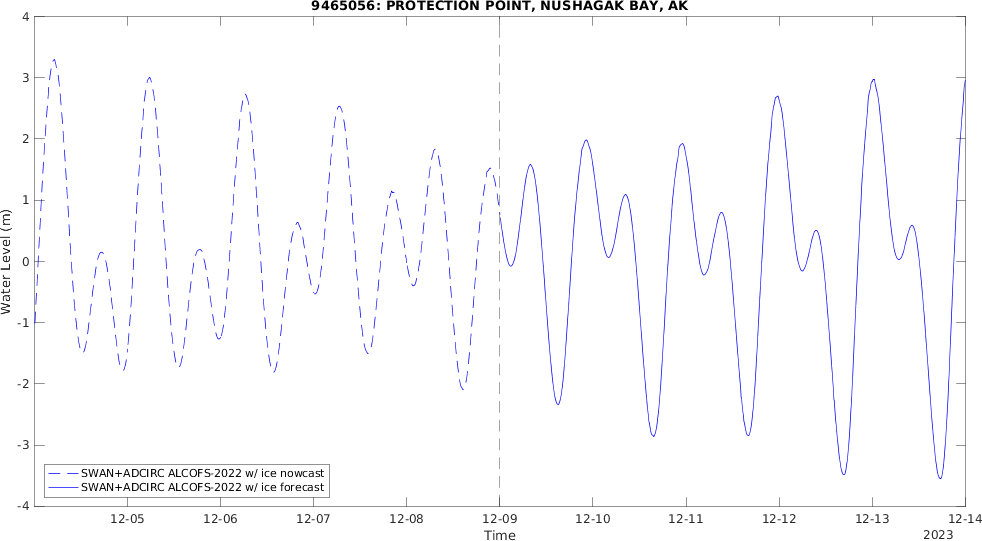 9465056: PROTECTION POINT, NUSHAGAK BAY, AK
4
3
2
1
0
-1
-2
-3
-4
Water Level (m)
SWAN+ADCIRC ALCOFS-2022 w/ ice nowcast
SWAN+ADCIRC ALCOFS-2022 w/ ice forecast
12-05 12-06 12-07 12-08 12-09 12-10 12-11 12-12 12-13 12-14
Time
2023